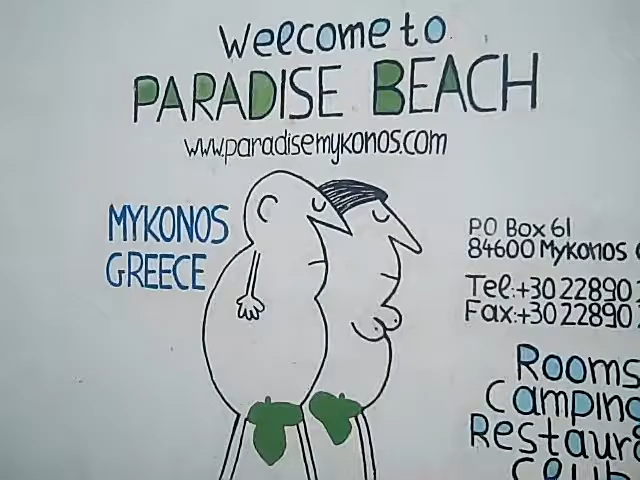 Welcome to
PARADISE BEACH
www.paradisemykonos.com
MYKONOS
GREECE
PO Box 61
84600 Mykonos
Tel:+30 22890
Fax:+30 22890
Rooms